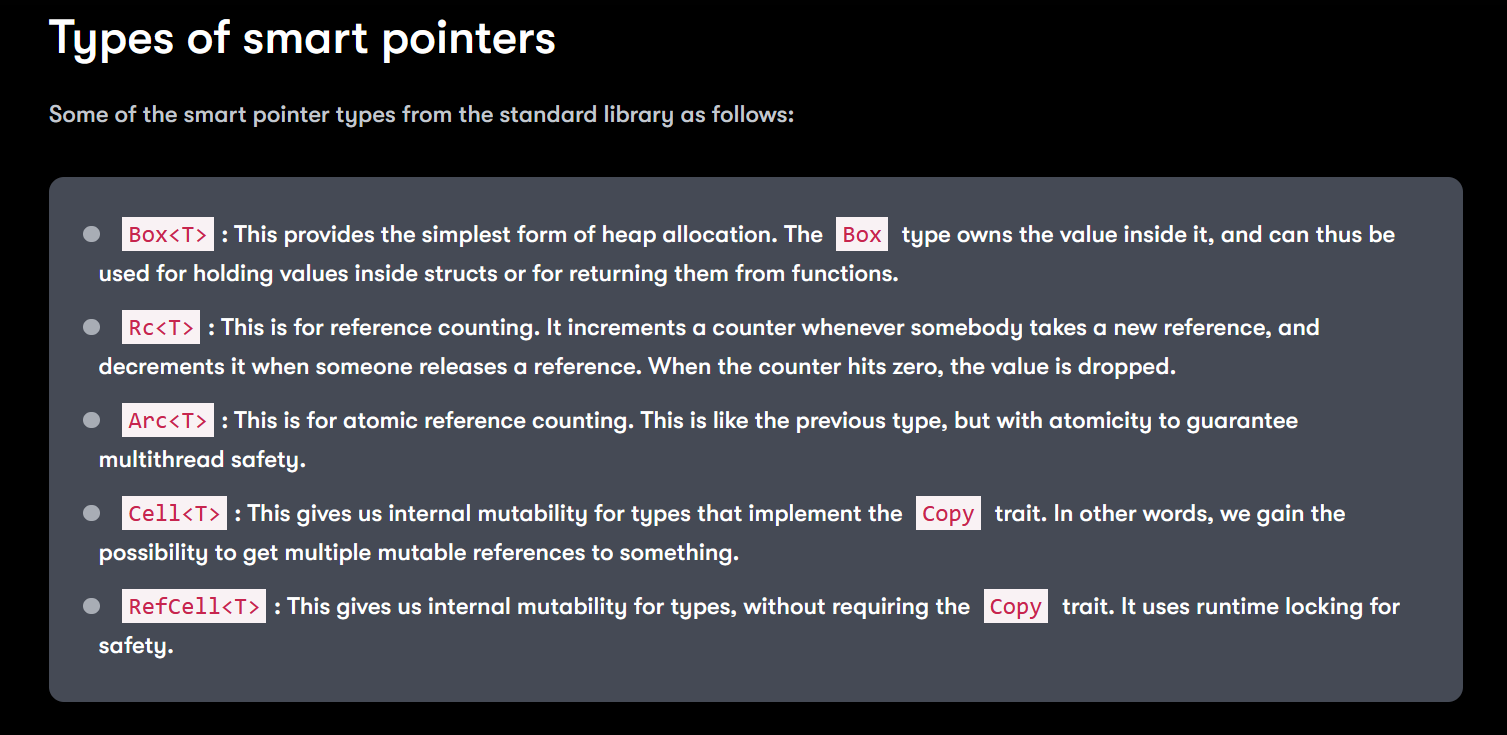 Types of smart pointers
Some of the smart pointer types from the standard library as follows:
Box<T> : This provides the simplest form of heap allocation. The Box type owns the value inside it, and can thus be
used for holding values inside structs or for returning them from functions.
Rc<T> : This is for reference counting. It increments a counter whenever somebody takes a new reference, and
decrements it when someone releases a reference. When the counter hits zero, the value is dropped.
Arc<T> : This is for atomic reference counting. This is like the previous type, but with atomicity to guarantee
multithread safety.
Cell<T> : This gives us internal mutability for types that implement the Copy trait. In other words, we gain the
possibility to get multiple mutable references to something.
RefCell<T> : This gives us internal mutability for types, without requiring the Copy trait. It uses runtime locking for
safety.